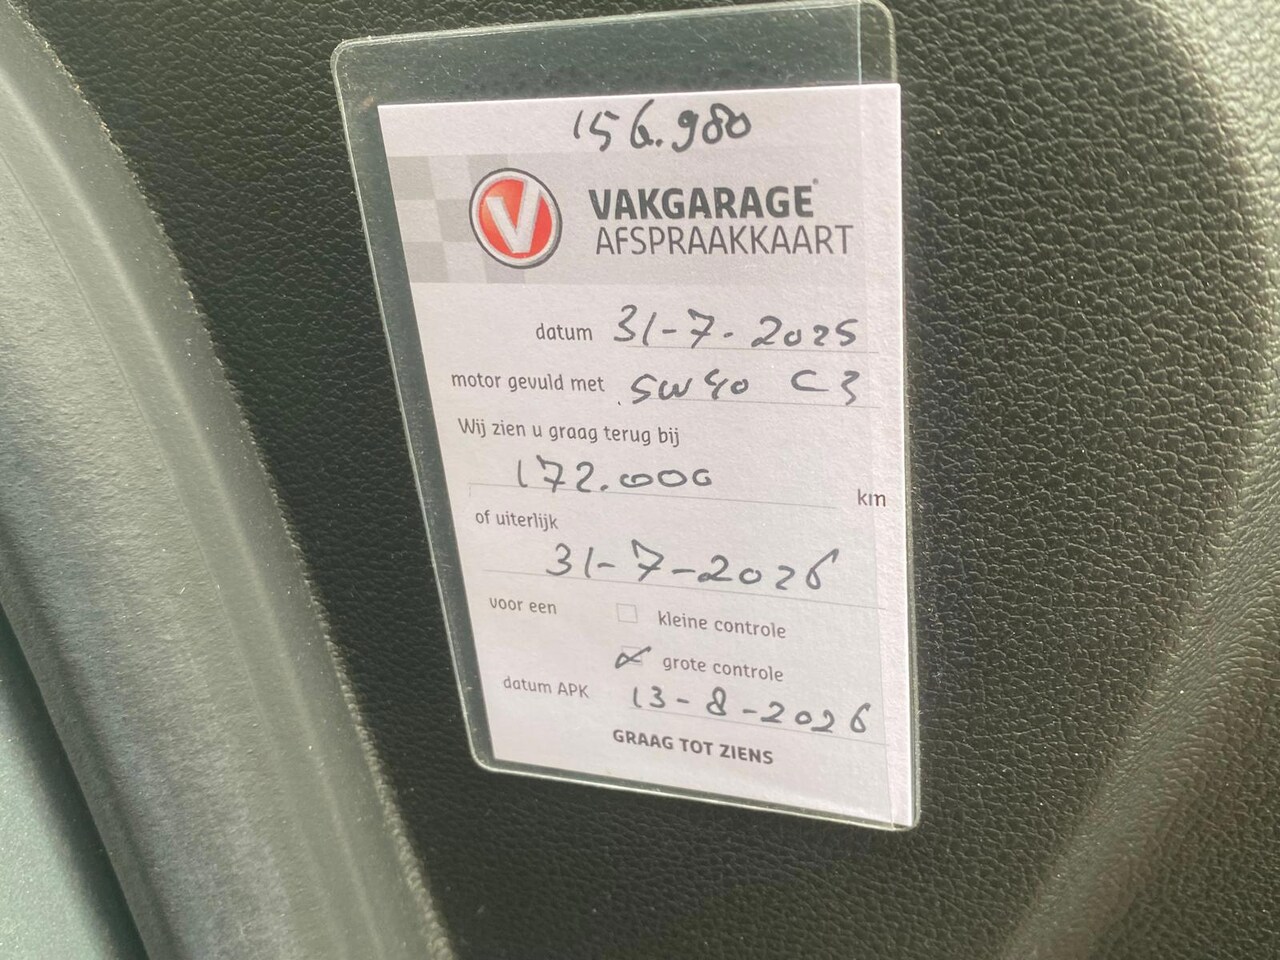 156.980
VAKGARAGE
AFSPRAAKKAART
datum 31-7-2025
motor gevuld met 5W40 C3
Wij zien u graag terug bij
172.000 km
of uiterlijk
31-7-2026
voor een kleine controle
grote controle
datum APK 13-8-2026
GRAAG TOT ZIENS